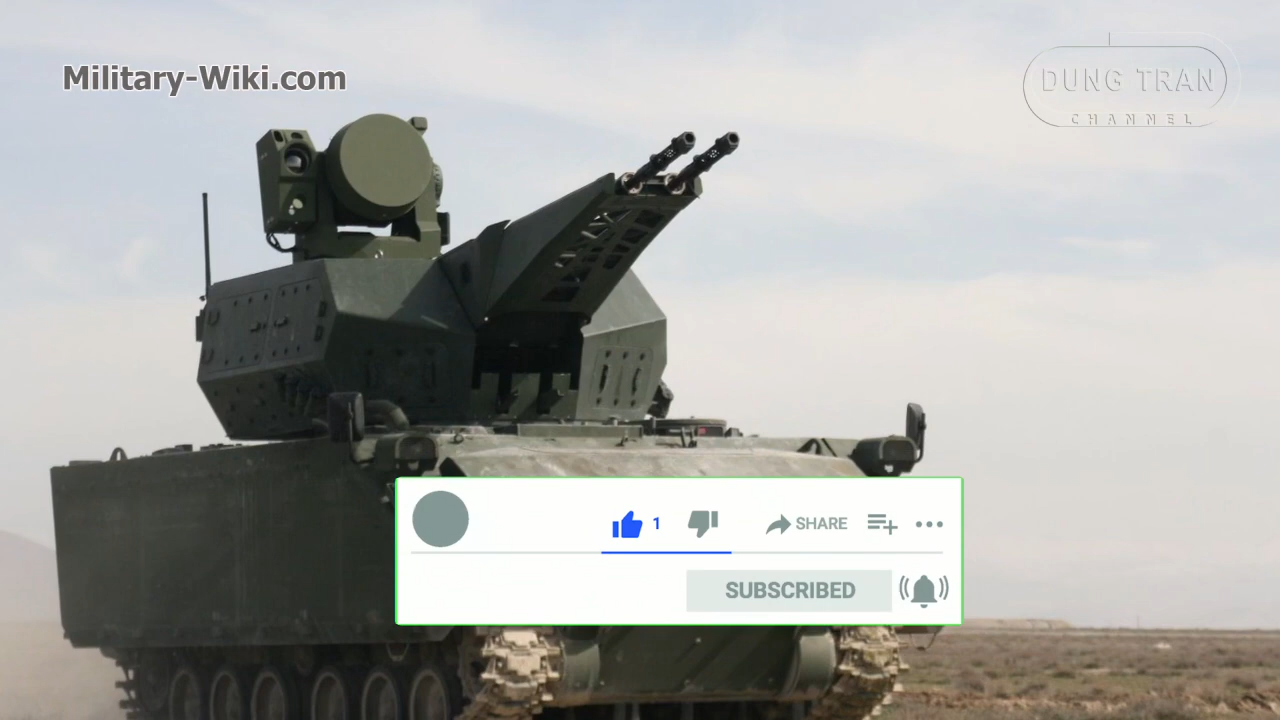 Military-Wiki.com
DUNG TRAN
CHANNEL
1
SHARE
SUBSCRIBED